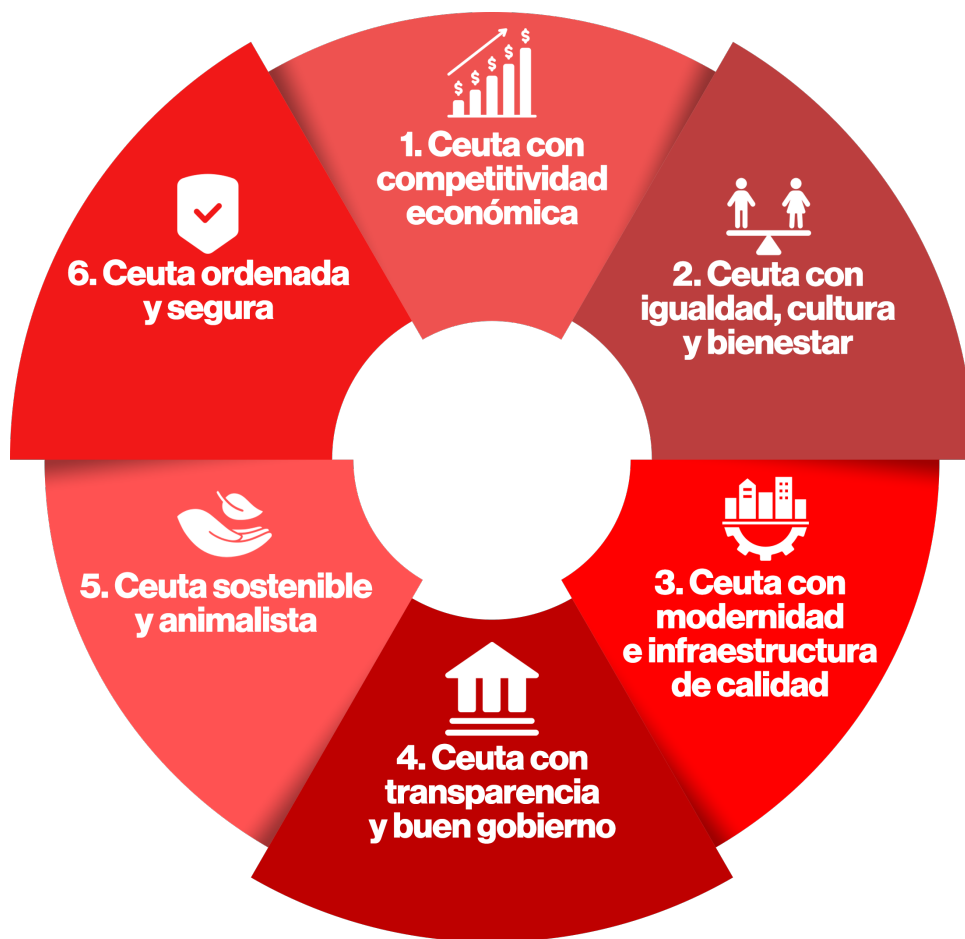 1. Ceuta con
competitividad
económica
2. Ceuta con
igualdad, cultura
y bienestar
3. Ceuta con
modernidad
e infraestructura
de calidad
4. Ceuta con
transparencia
y buen gobierno
5. Ceuta sostenible
y animalista
6. Ceuta ordenada
y segura
$ $ $ $ $